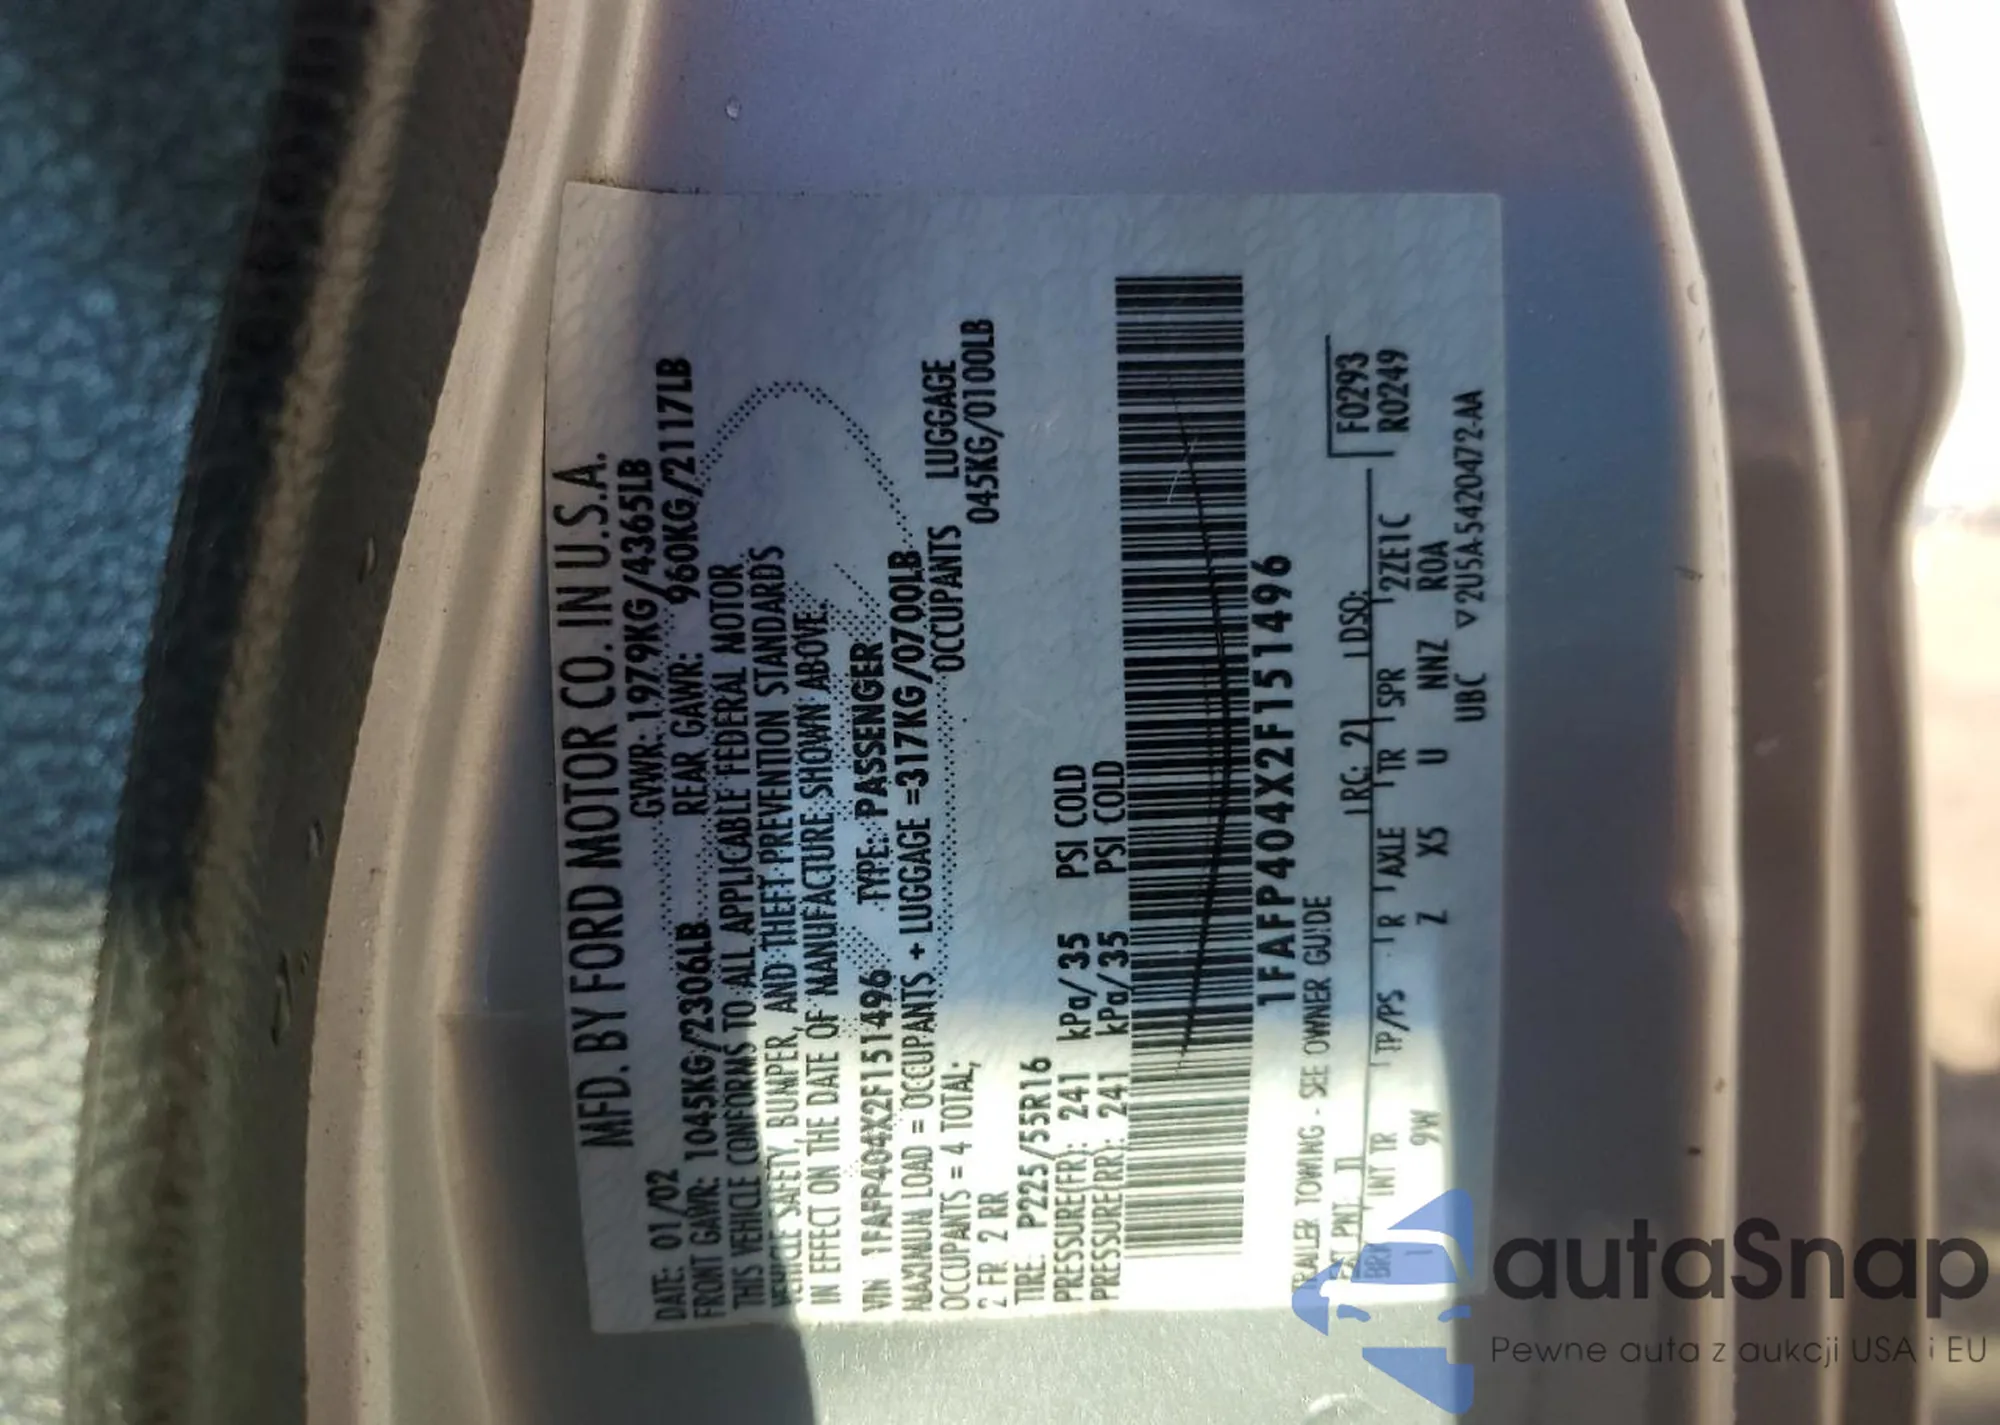 MFD. BY FORD MOTOR CO. IN U.S.A.
DATE: 01/02 GVWR: 1979KG/4365LB
FRONT GAWR: 1045KG/2306LB REAR GAWR: 960KG/2117LB
THIS VEHICLE CONFORMS TO ALL APPLICABLE FEDERAL MOTOR
VEHICLE SAFETY, BUMPER, AND THEFT PREVENTION STANDARDS
IN EFFECT ON THE DATE OF MANUFACTURE SHOWN ABOVE.
VIN 1FAFP404X2F151496 TYPE: PASSENGER
MAXIMUM LOAD = OCCUPANTS + LUGGAGE =317KG/0700LB
OCCUPANTS = 4 TOTAL; OCCUPANTS LUGGAGE
2 FR 2 RR 045KG/0100LB
TIRE: P225/55R16
PRESSURE(FR): 241 kPa/35 PSI COLD
PRESSURE(RR): 241 kPa/35 PSI COLD
1FAFP404X2F151496
TRAILER TOWING - SEE OWNER GUIDE
EXT PNT: TL RC: 21 DSO: F0293
BRK INT TR TP/PS R AXLE TR SPR 2ZE1C R0249
1 9W Z X5 U NNZ ROA
UBC ▽2U5A-5420472-AA
autaSnap
Pewne auta z aukcji USA i EU